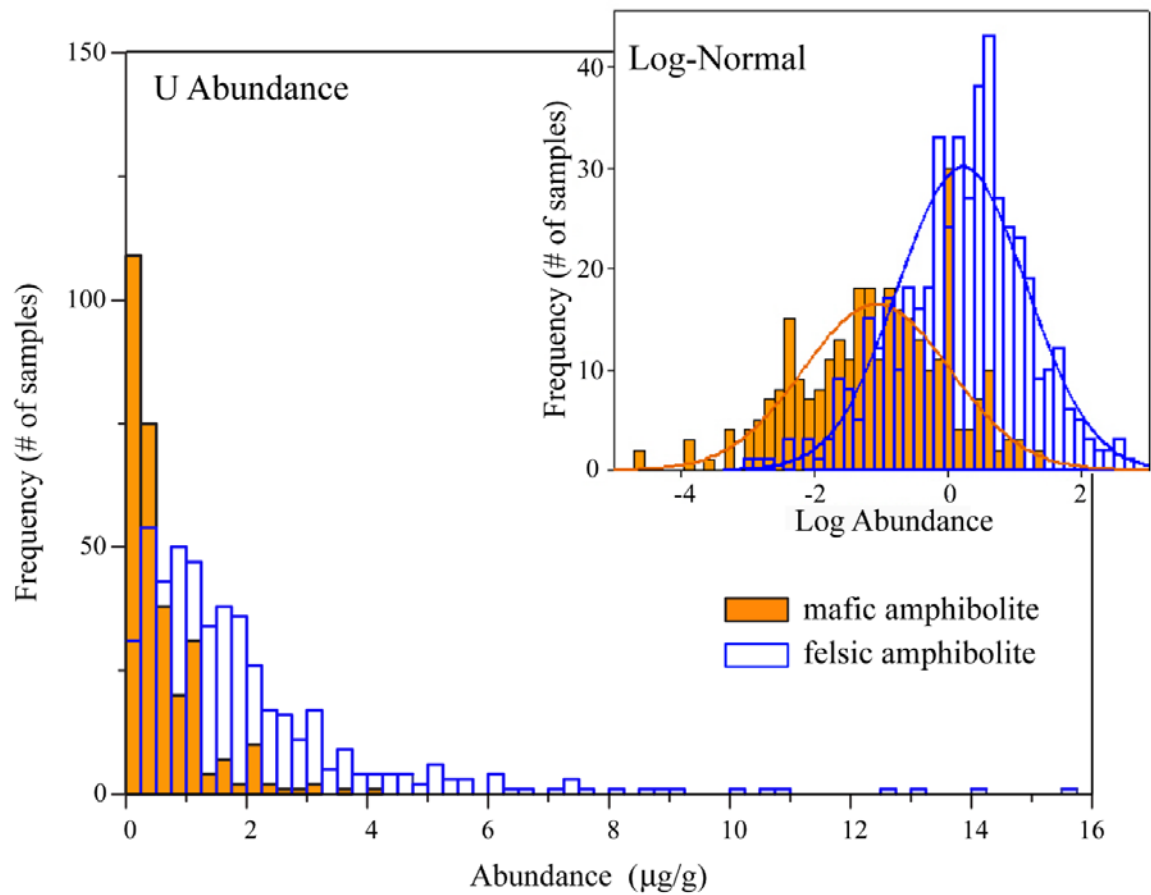 U Abundance
150
100
50
0
Frequency (# of samples)
0 2 4 6 8 10 12 14 16
Abundance (μg/g)
Log-Normal
40
30
20
10
0
Frequency (# of samples)
-4 -2 0 2
Log Abundance
mafic amphibolite
felsic amphibolite